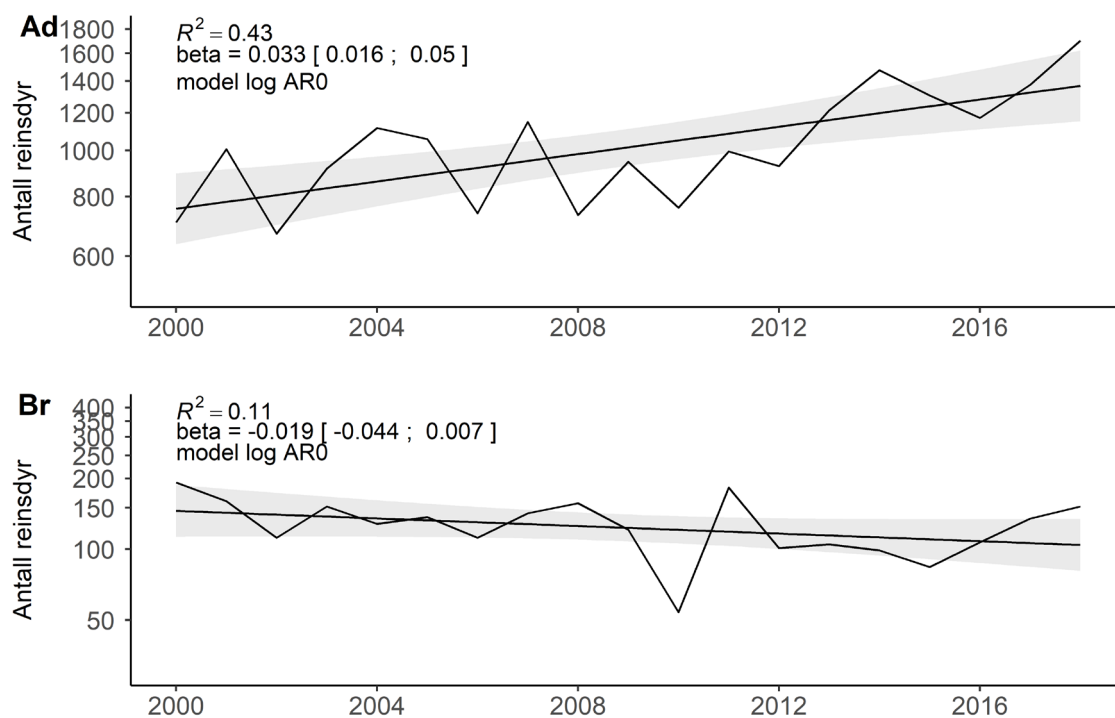 Ad
Antall reinsdyr
1800
1600
1400
1200
1000
800
600
R² = 0.43
beta = 0.033 [ 0.016 ; 0.05 ]
model log AR0
2000 2004 2008 2012 2016
Br
Antall reinsdyr
400
350
300
250
200
150
100
50
R² = 0.11
beta = -0.019 [ -0.044 ; 0.007 ]
model log AR0
2000 2004 2008 2012 2016